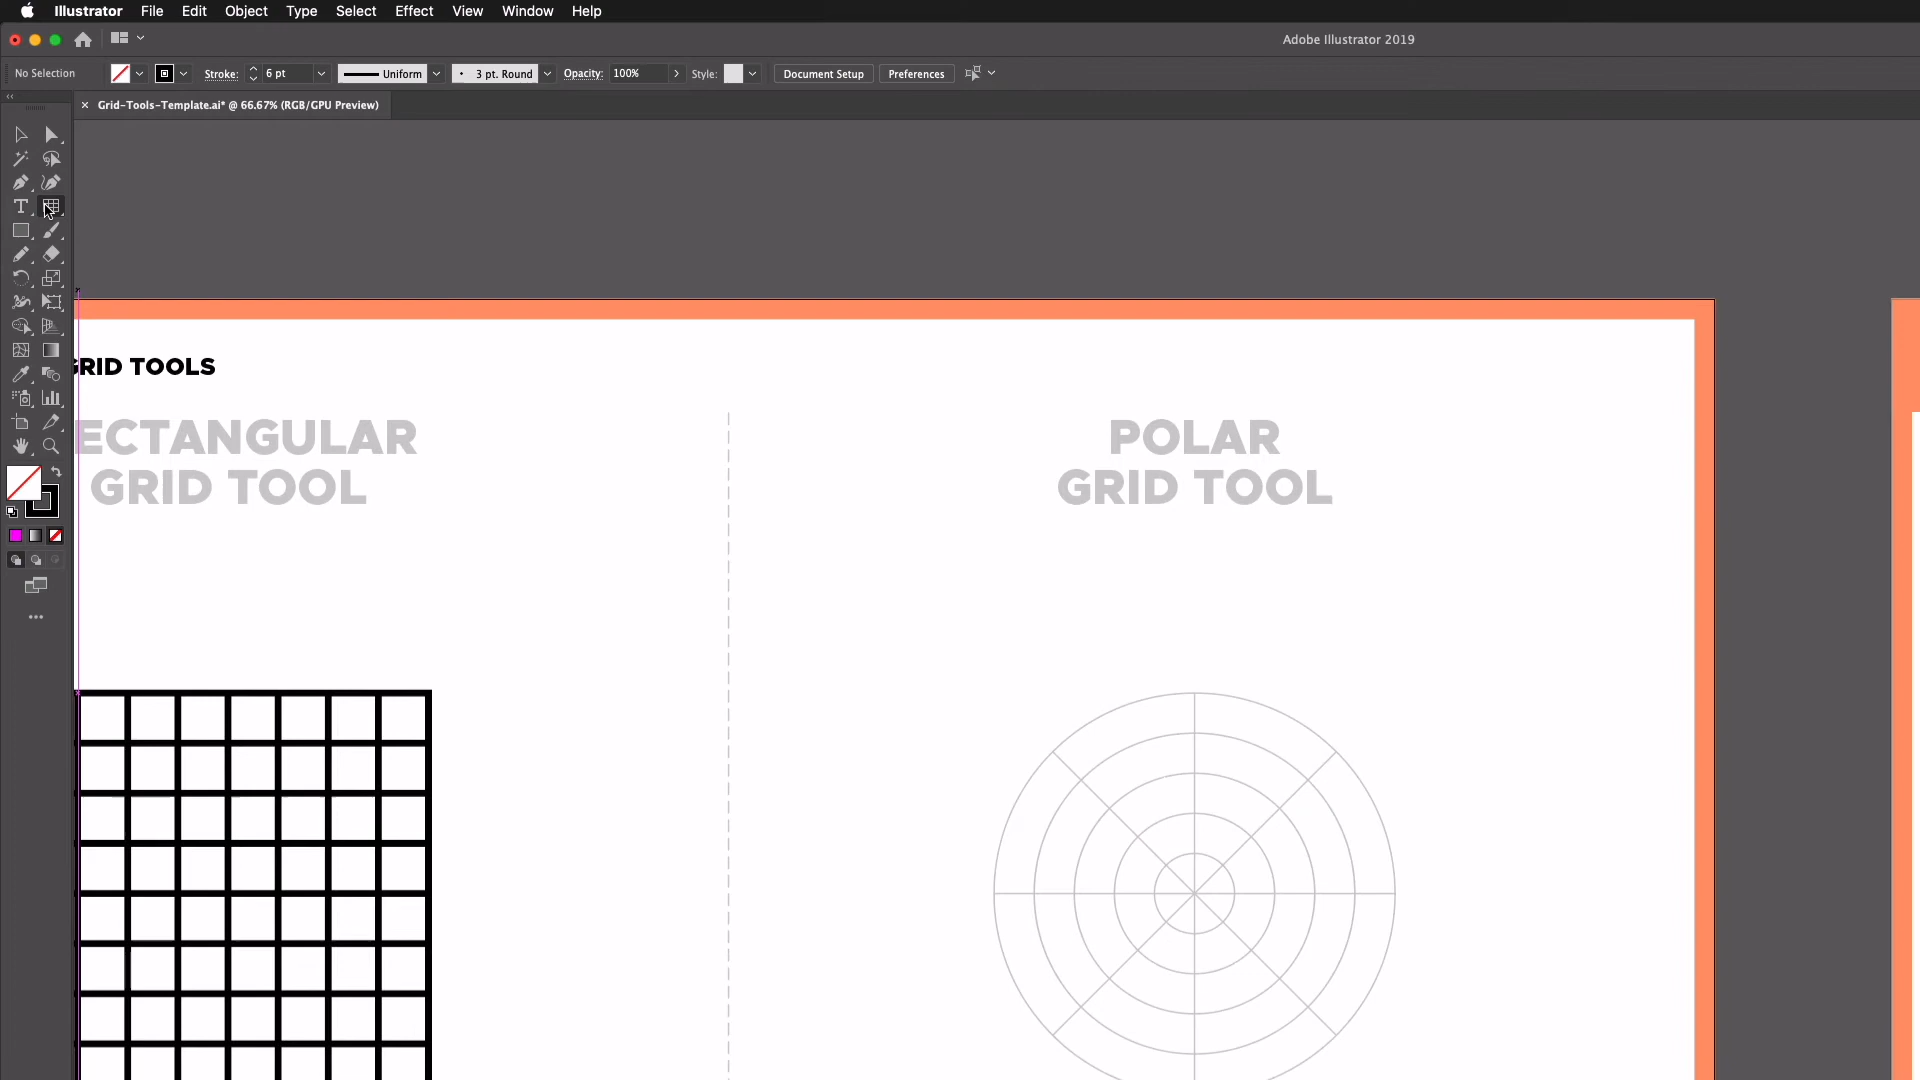 Illustrator File Edit Object Type Select Effect View Window Help
Adobe Illustrator 2019
No Selection Stroke: 6 pt Uniform 3 pt. Round Opacity: 100% Style: Document Setup Preferences
Grid-Tools-Template.ai* @ 66.67% (RGB/GPU Preview)
GRID TOOLS
ECTANGULAR
GRID TOOL
POLAR
GRID TOOL